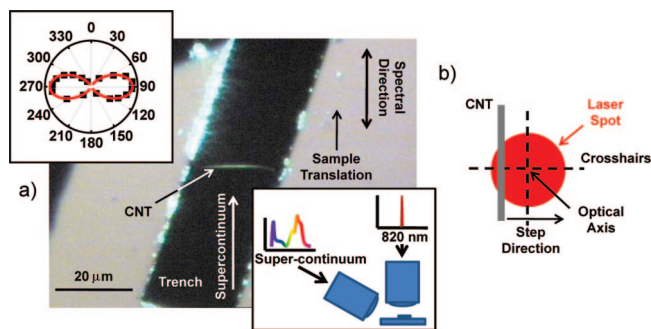 0
330
30
300
60
270
90
240
120
210
150
180
a)
Spectral
Direction
Sample
Translation
CNT
Supercontinuum
Trench
20 μm
Super-continuum
820 nm
b)
CNT
Laser
Spot
Crosshairs
Optical
Axis
Step
Direction